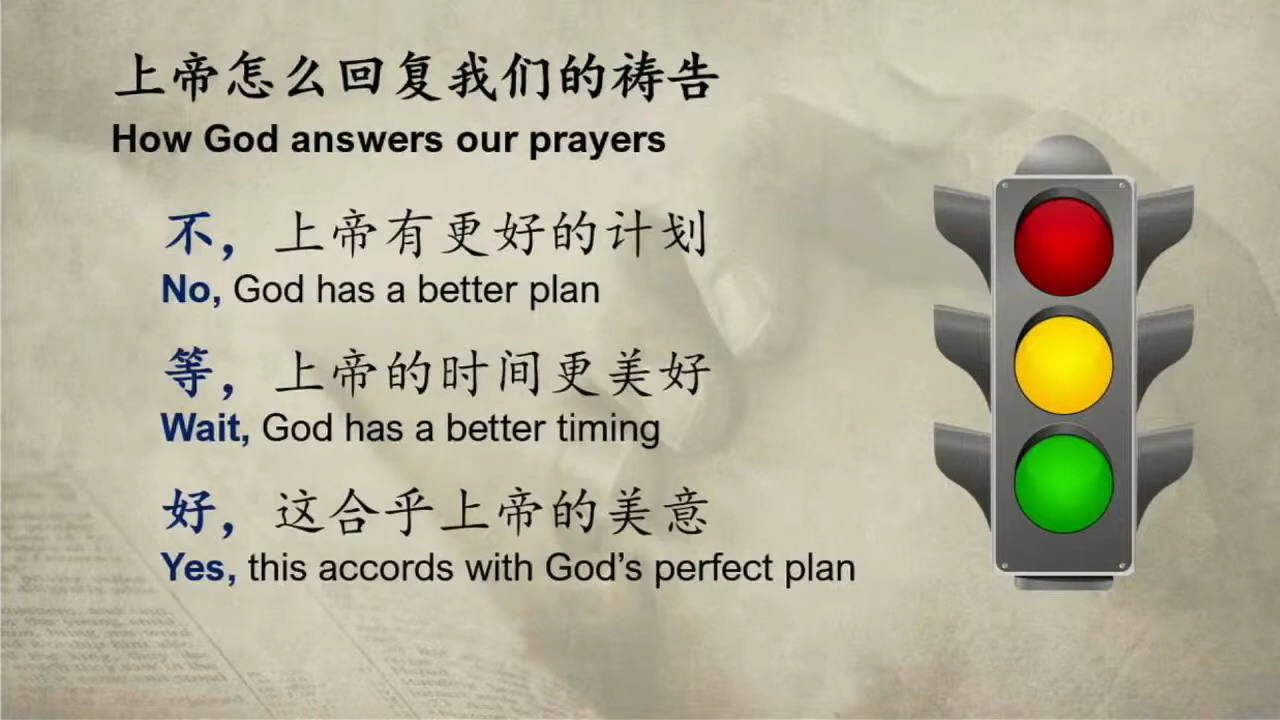 上帝怎么回复我们的祷告
How God answers our prayers
不，上帝有更好的计划
No, God has a better plan
等，上帝的时间更美好
Wait, God has a better timing
好，这合乎上帝的美意
Yes, this accords with God’s perfect plan